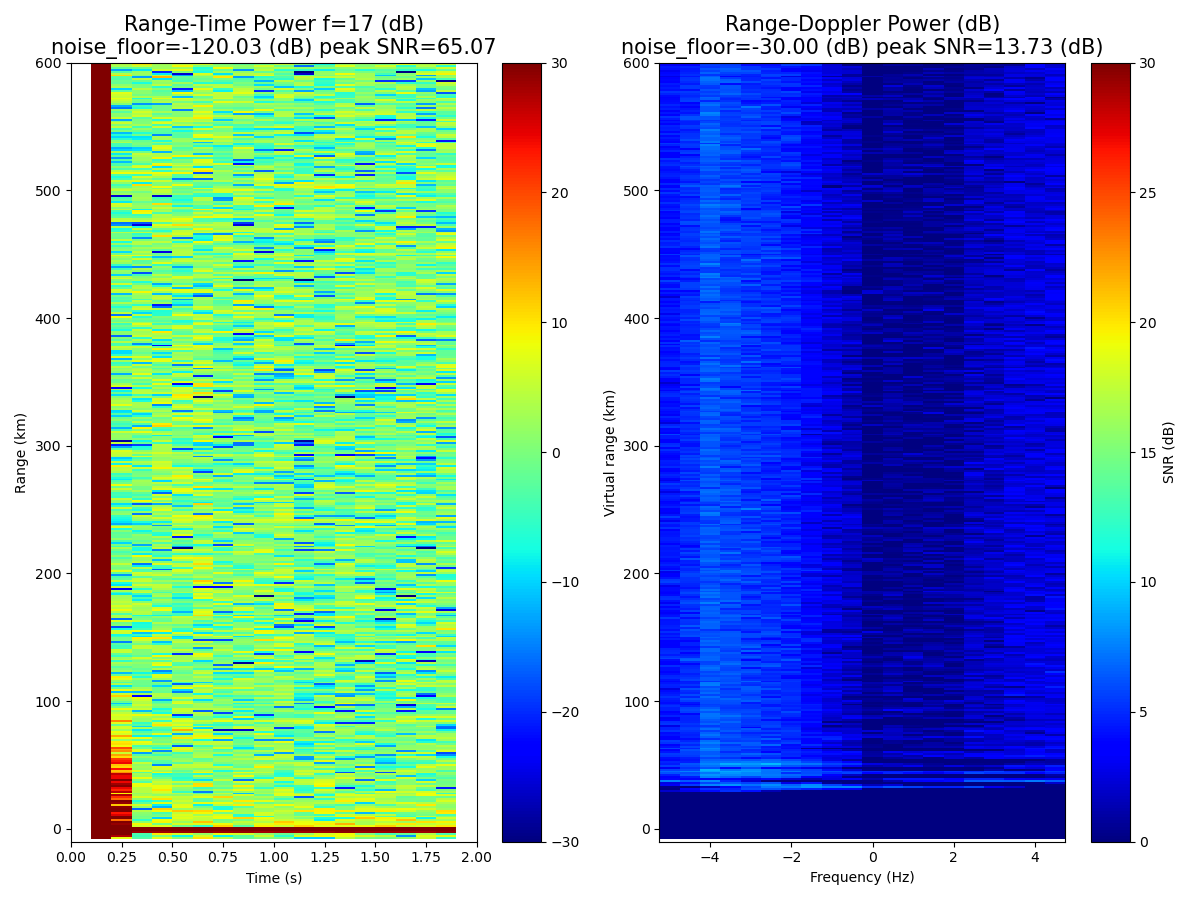 Range-Time Power f=17 (dB)
noise_floor=-120.03 (dB) peak SNR=65.07
600
500
400
300
200
100
0
Range (km)
0.00 0.25 0.50 0.75 1.00 1.25 1.50 1.75 2.00
Time (s)
30
20
10
0
−10
−20
−30
Range-Doppler Power (dB)
noise_floor=-30.00 (dB) peak SNR=13.73 (dB)
600
500
400
300
200
100
0
Virtual range (km)
−4 −2 0 2 4
Frequency (Hz)
30
25
20
15
10
5
0
SNR (dB)